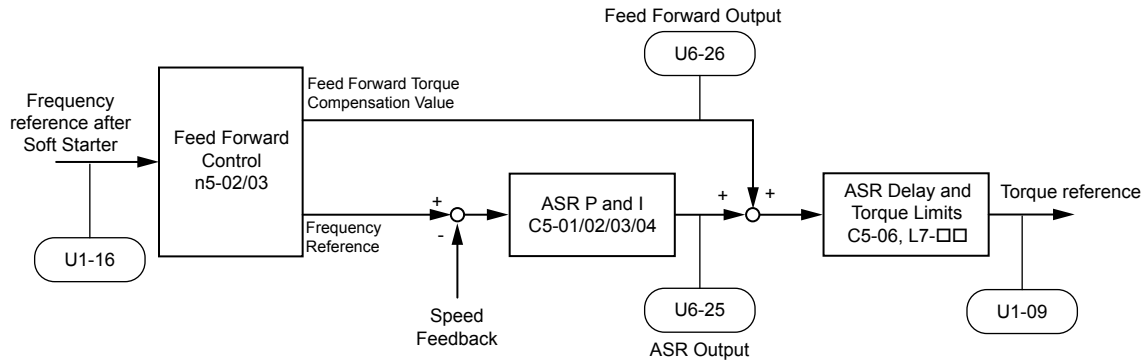 Feed Forward Output
U6-26
Feed Forward Torque
Compensation Value
Frequency
reference after
Soft Starter
Feed Forward
Control
n5-02/03
+
+
ASR P and I
C5-01/02/03/04
+
ASR Delay and
Torque Limits
C5-06, L7-□□
Torque reference
Frequency
Reference
-
U1-16
Speed
Feedback
U6-25
U1-09
ASR Output